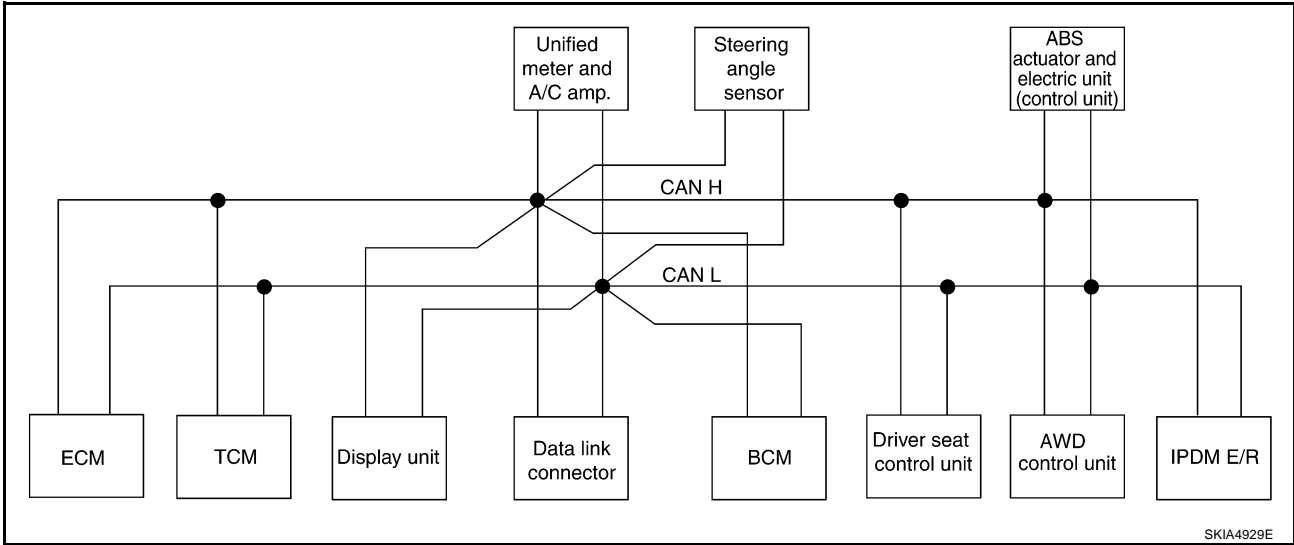 Unified
meter and
A/C amp.
Steering
angle
sensor
ABS
actuator and
electric unit
(control unit)
CAN H
CAN L
ECM
TCM
Display unit
Data link
connector
BCM
Driver seat
control unit
AWD
control unit
IPDM E/R
SKIA4929E